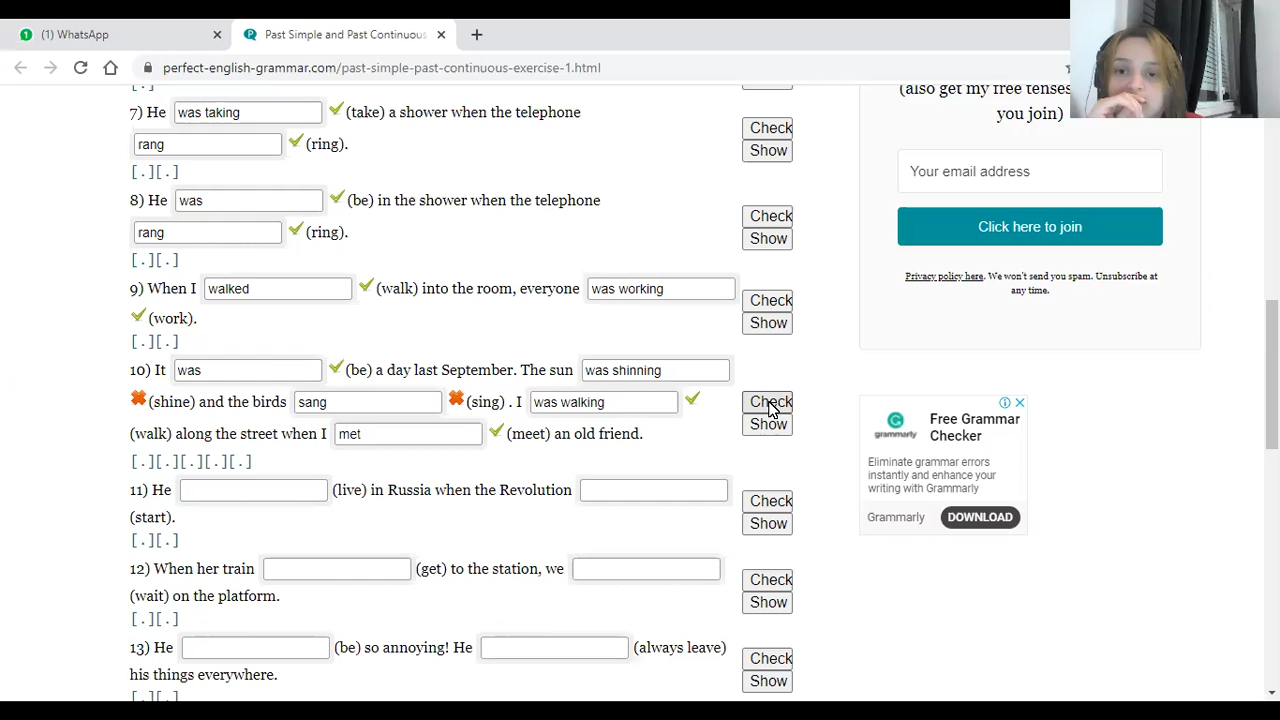 (1) WhatsApp
Past Simple and Past Continuous
perfect-english-grammar.com/past-simple-past-continuous-exercise-1.html
[.][.]
7) He was taking (take) a shower when the telephone
rang (ring).
Check
Show
[.][.]
8) He was (be) in the shower when the telephone
rang (ring).
Check
Show
[.][.]
9) When I walked (walk) into the room, everyone was working
(work).
Check
Show
[.][.]
10) It was (be) a day last September. The sun was shinning
(shine) and the birds sang (sing) . I was walking
(walk) along the street when I met (meet) an old friend.
Check
Show
[.][.][.][.][.]
11) He (live) in Russia when the Revolution
(start).
Check
Show
[.][.]
12) When her train (get) to the station, we
(wait) on the platform.
Check
Show
[.][.]
13) He (be) so annoying! He (always leave)
his things everywhere.
Check
Show
[.][.]
(also get my free tenses
you join)
Your email address
Click here to join
Privacy policy here. We won't send you spam. Unsubscribe at
any time.
grammarly
Free Grammar
Checker
Eliminate grammar errors
instantly and enhance your
writing with Grammarly
Grammarly
DOWNLOAD